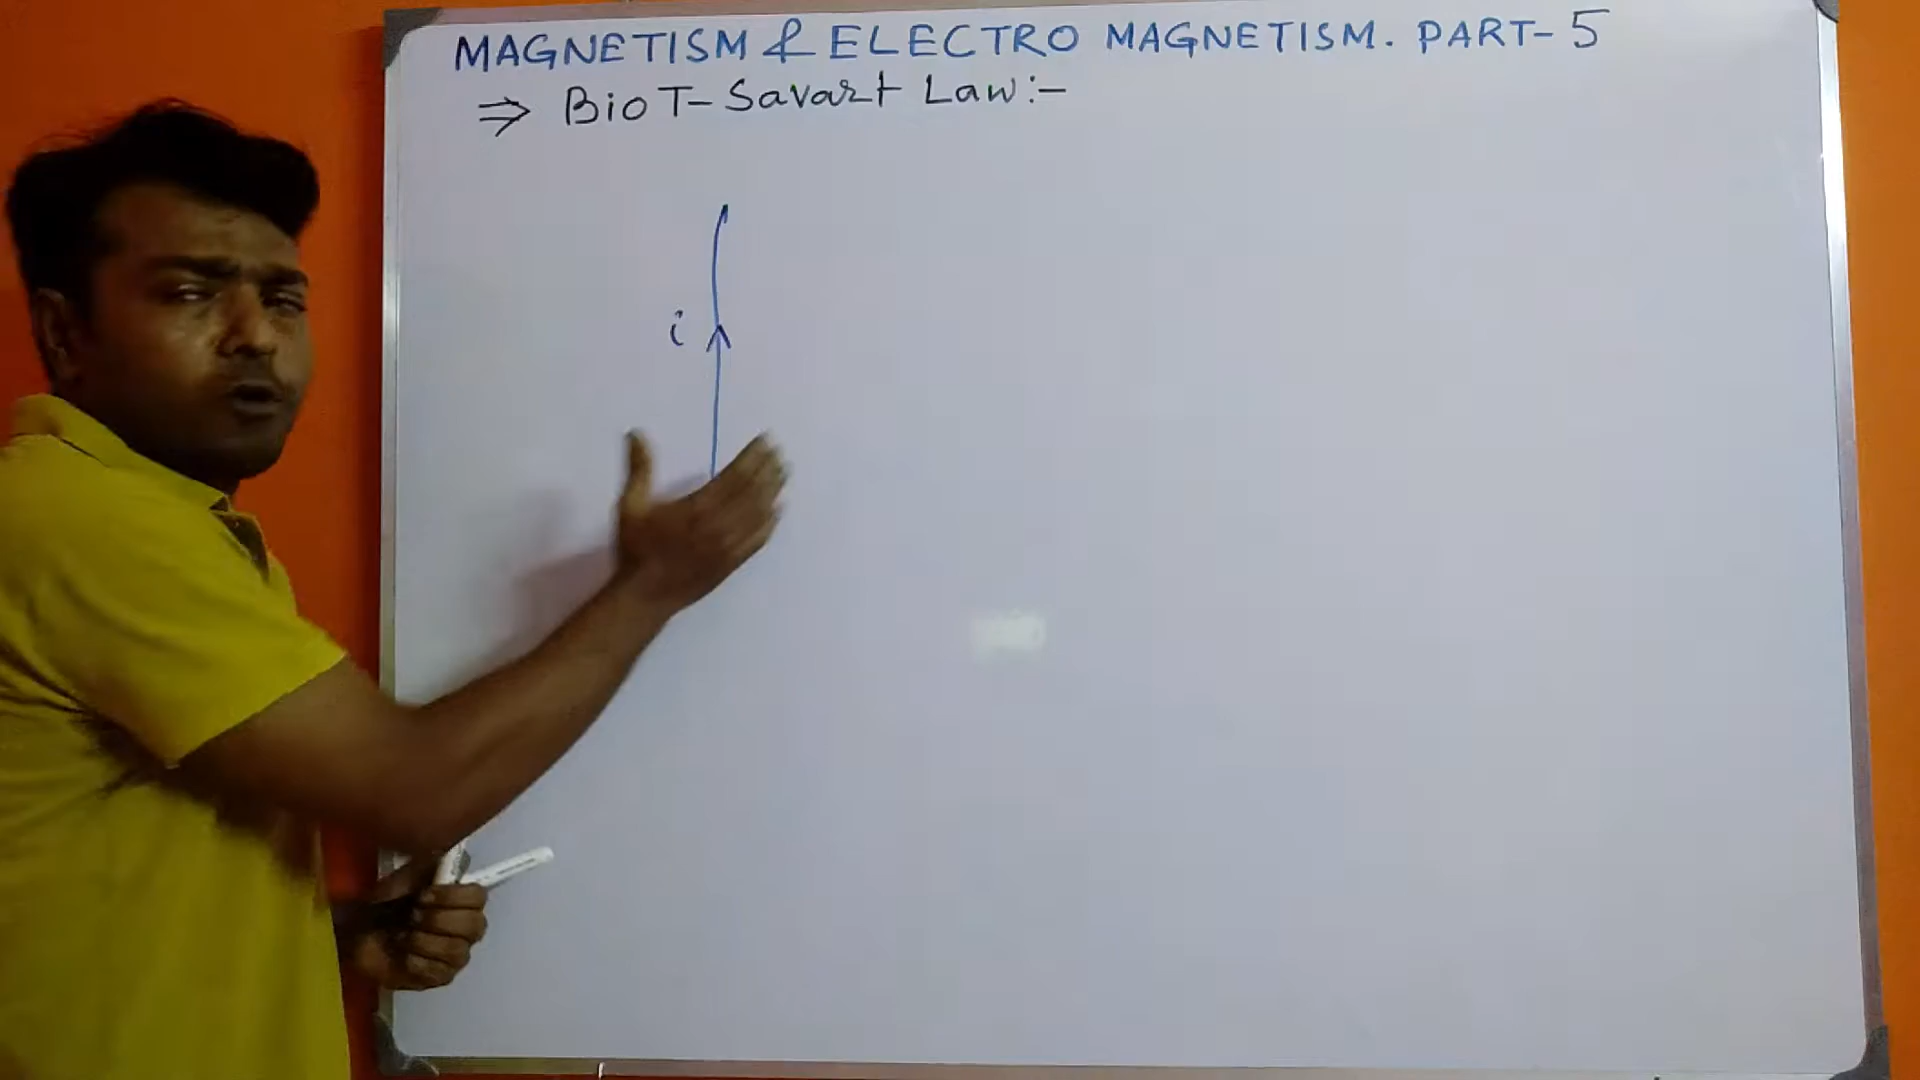 MAGNETISM & ELECTRO MAGNETISM. PART-5
⇒ BioT-Savart Law:-
i